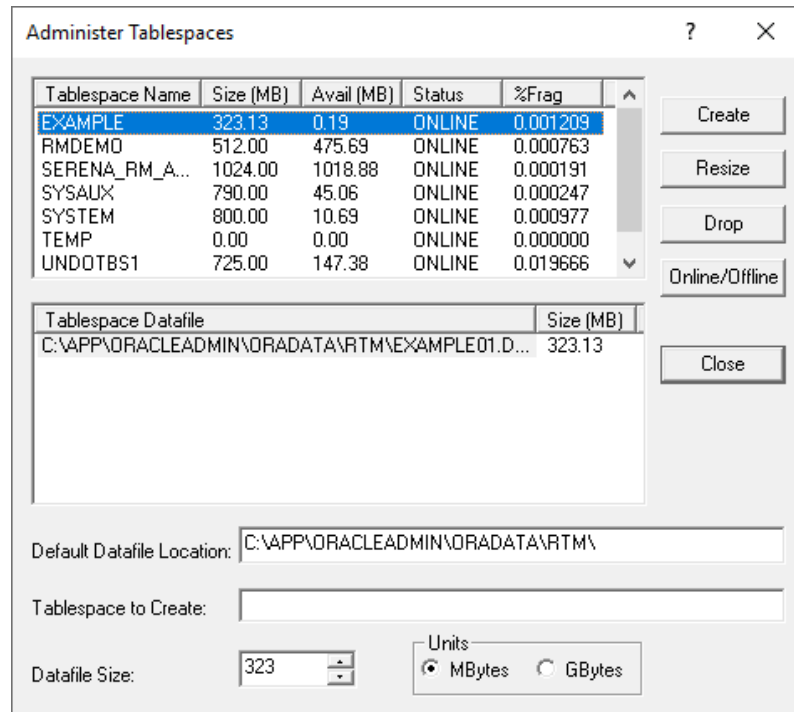 Administer Tablespaces ?
Tablespace Name Size (MB) Avail (MB) Status %Frag
EXAMPLE 323.13 0.19 ONLINE 0.001209
RMDEMO 512.00 475.69 ONLINE 0.000763
SERENA_RM_A... 1024.00 1018.88 ONLINE 0.000191
SYSAUX 790.00 45.06 ONLINE 0.000247
SYSTEM 800.00 10.69 ONLINE 0.000977
TEMP 0.00 0.00 ONLINE 0.000000
UNDOTBS1 725.00 147.38 ONLINE 0.019666
Create
Resize
Drop
Online/Offline
Close
Tablespace Datafile Size (MB)
C:\APP\ORACLEADMIN\ORADATA\RTM\EXAMPLE01.D... 323.13
Default Datafile Location: C:\APP\ORACLEADMIN\ORADATA\RTM\
Tablespace to Create:
Datafile Size: 323
Units
MBytes GBytes